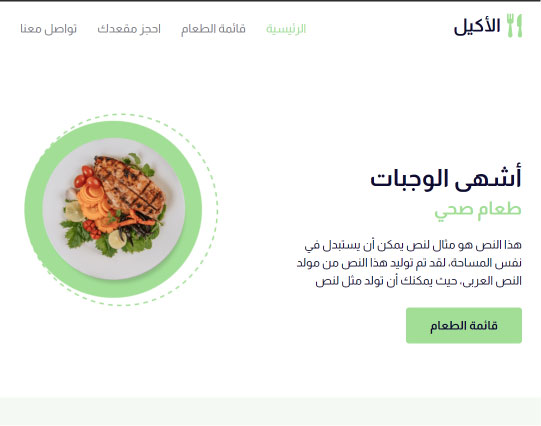 الأكيل
الرئيسية
قائمة الطعام
احجز مقعدك
تواصل معنا
أشهى الوجبات
طعام صحي
هذا النص هو مثال لنص يمكن أن يستبدل في
نفس المساحة، لقد تم توليد هذا النص من مولد
النص العربى، حيث يمكنك أن تولد مثل لنص
قائمة الطعام